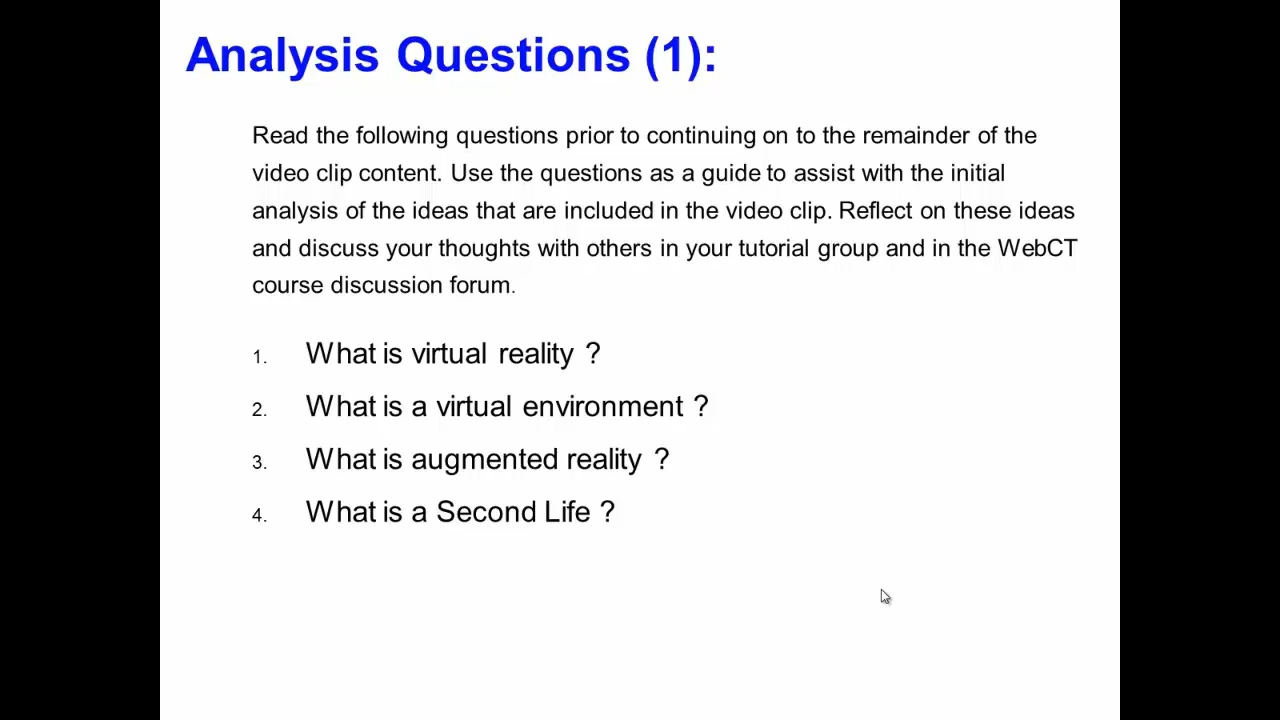 Analysis Questions (1):
Read the following questions prior to continuing on to the remainder of the
video clip content. Use the questions as a guide to assist with the initial
analysis of the ideas that are included in the video clip. Reflect on these ideas
and discuss your thoughts with others in your tutorial group and in the WebCT
course discussion forum.
1. What is virtual reality ?
2. What is a virtual environment ?
3. What is augmented reality ?
4. What is a Second Life ?